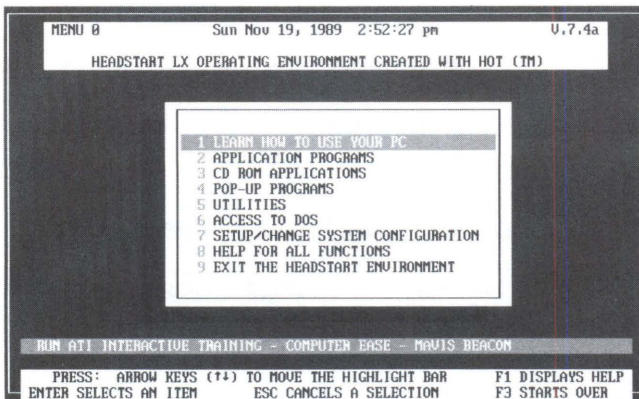 MENU 0 Sun Nov 19, 1989 2:52:27 pm V.7.4a
HEADSTART LX OPERATING ENVIRONMENT CREATED WITH HOT (TM)
1 LEARN HOW TO USE YOUR PC
2 APPLICATION PROGRAMS
3 CD ROM APPLICATIONS
4 POP-UP PROGRAMS
5 UTILITIES
6 ACCESS TO DOS
7 SETUP/CHANGE SYSTEM CONFIGURATION
8 HELP FOR ALL FUNCTIONS
9 EXIT THE HEADSTART ENVIRONMENT
RUN ATI INTERACTIVE TRAINING - COMPUTER EASE - MAVIS BEACON
PRESS: ARROW KEYS (↑↓) TO MOVE THE HIGHLIGHT BAR F1 DISPLAYS HELP
ENTER SELECTS AN ITEM ESC CANCELS A SELECTION F3 STARTS OVER